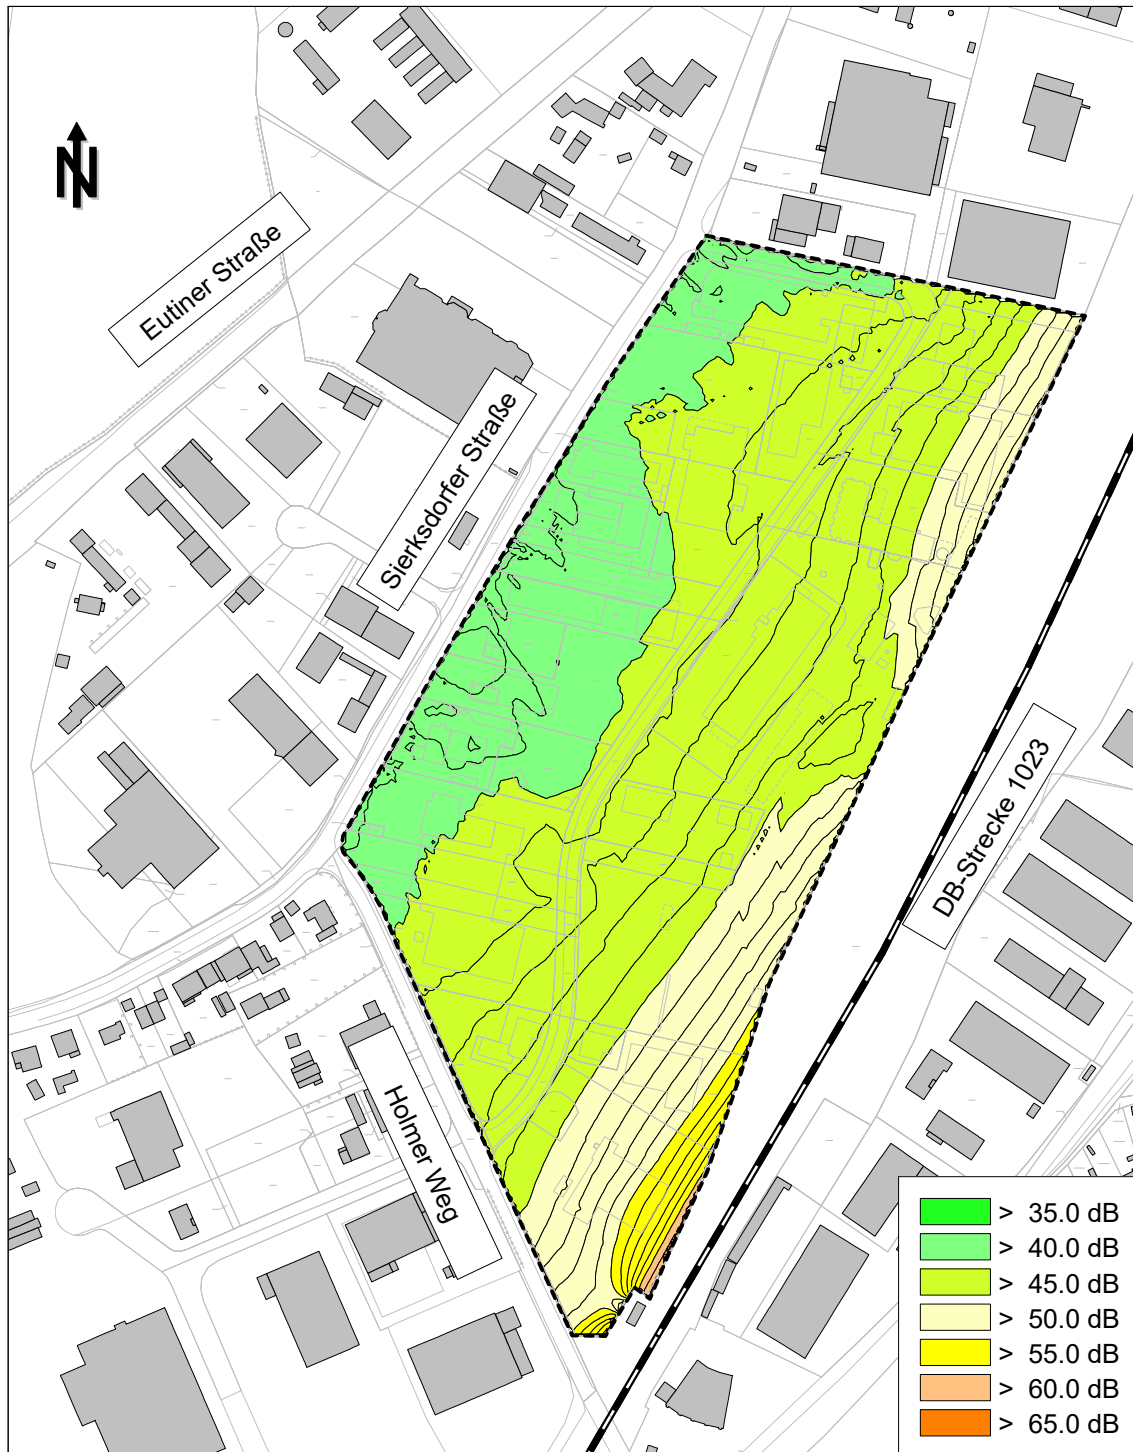 N
Eutiner Straße
Sierksdorfer Straße
DB-Strecke 1023
Holmer Weg
> 35.0 dB
> 40.0 dB
> 45.0 dB
> 50.0 dB
> 55.0 dB
> 60.0 dB
> 65.0 dB